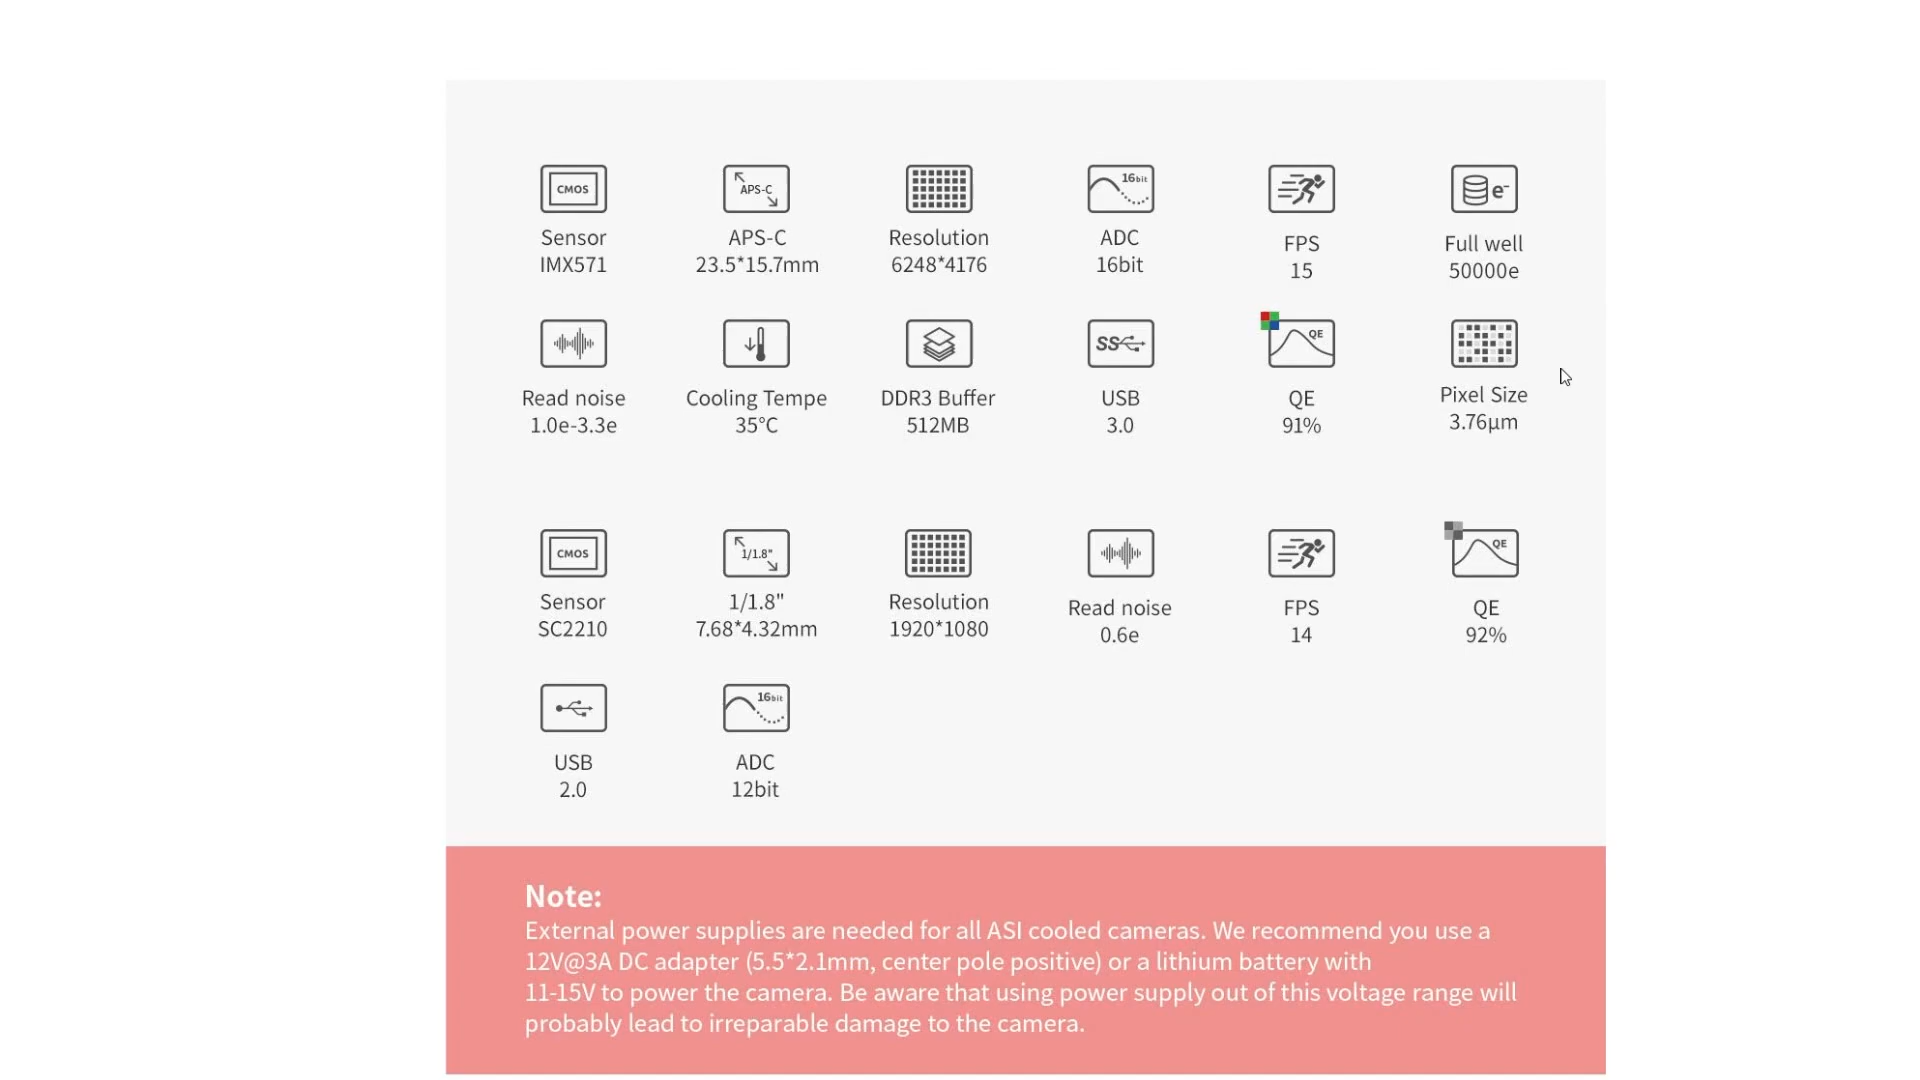 CMOS
APS-C
16bit
e-
Sensor
IMX571
APS-C
23.5*15.7mm
Resolution
6248*4176
ADC
16bit
FPS
15
Full well
50000e
SS
QE
Read noise
1.0e-3.3e
Cooling Tempe
35°C
DDR3 Buffer
512MB
USB
3.0
QE
91%
Pixel Size
3.76μm
CMOS
1/1.8"
QE
Sensor
SC2210
1/1.8"
7.68*4.32mm
Resolution
1920*1080
Read noise
0.6e
FPS
14
QE
92%
16bit
USB
2.0
ADC
12bit
Note:
External power supplies are needed for all ASI cooled cameras. We recommend you use a
12V@3A DC adapter (5.5*2.1mm, center pole positive) or a lithium battery with
11-15V to power the camera. Be aware that using power supply out of this voltage range will
probably lead to irreparable damage to the camera.